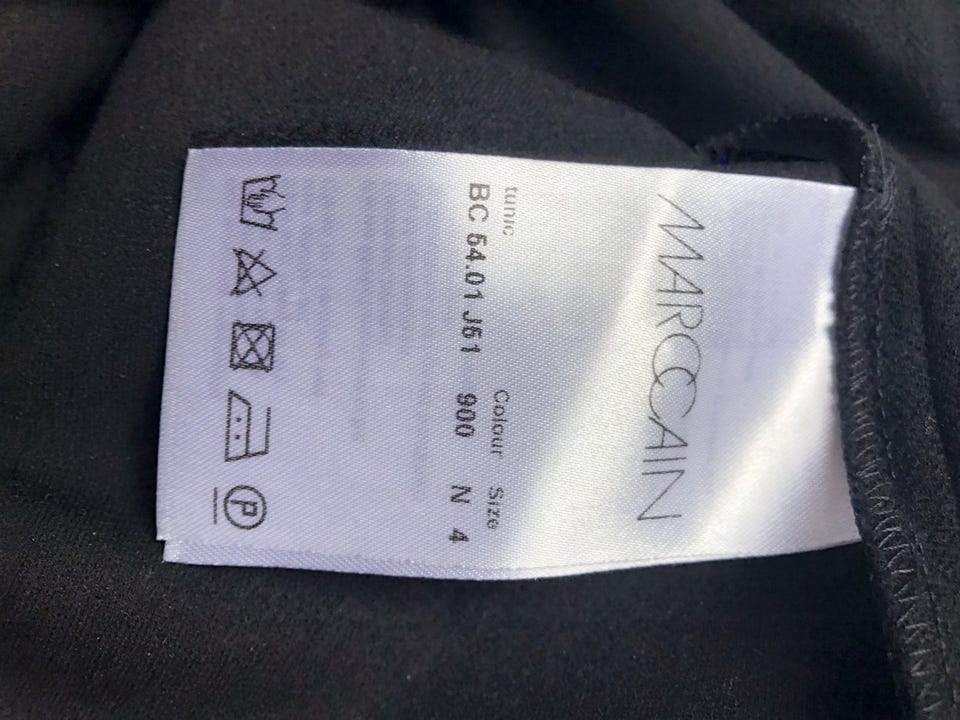 MARCCAIN
tunic Colour Size
BC 54.01 J51 900 N 4
P